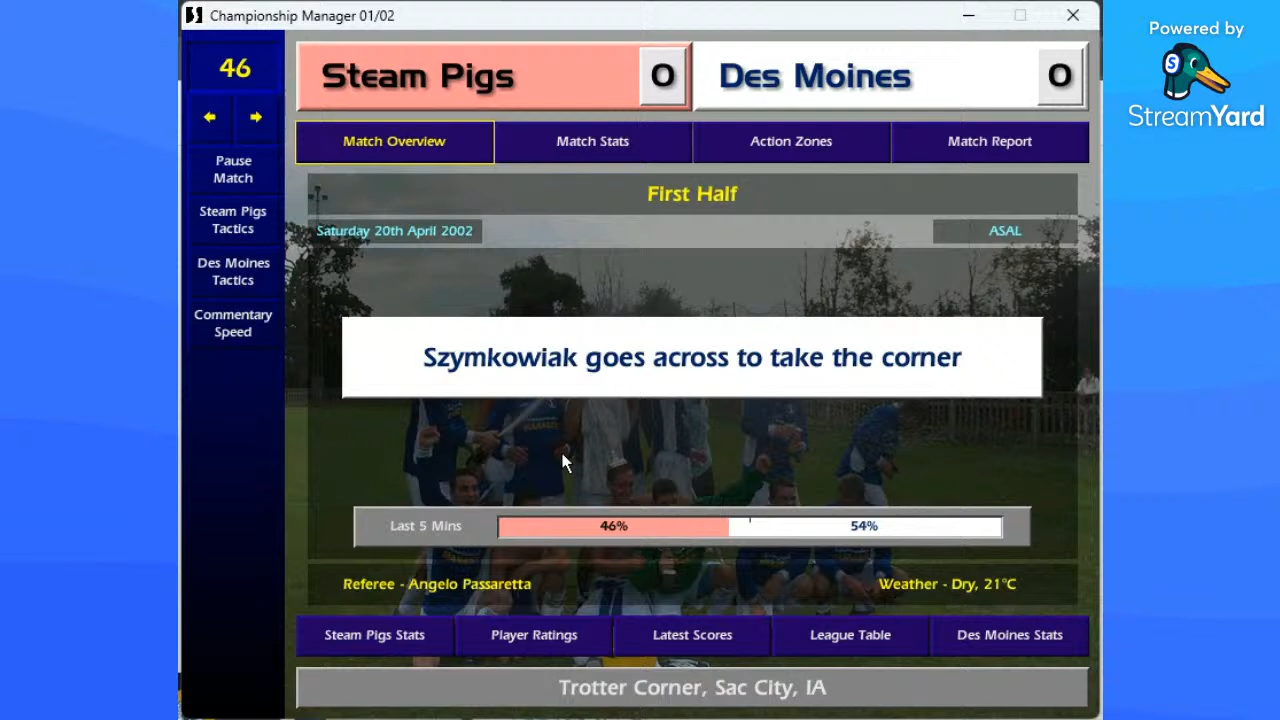 Championship Manager 01/02
Powered by
StreamYard
46
Steam Pigs 0
Des Moines 0
Match Overview
Match Stats
Action Zones
Match Report
Pause
Match
Steam Pigs
Tactics
Des Moines
Tactics
Commentary
Speed
First Half
Saturday 20th April 2002
ASAL
Szymkowiak goes across to take the corner
Last 5 Mins
46%
54%
Referee - Angelo Passaretta
Weather - Dry, 21°C
Steam Pigs Stats
Player Ratings
Latest Scores
League Table
Des Moines Stats
Trotter Corner, Sac City, IA